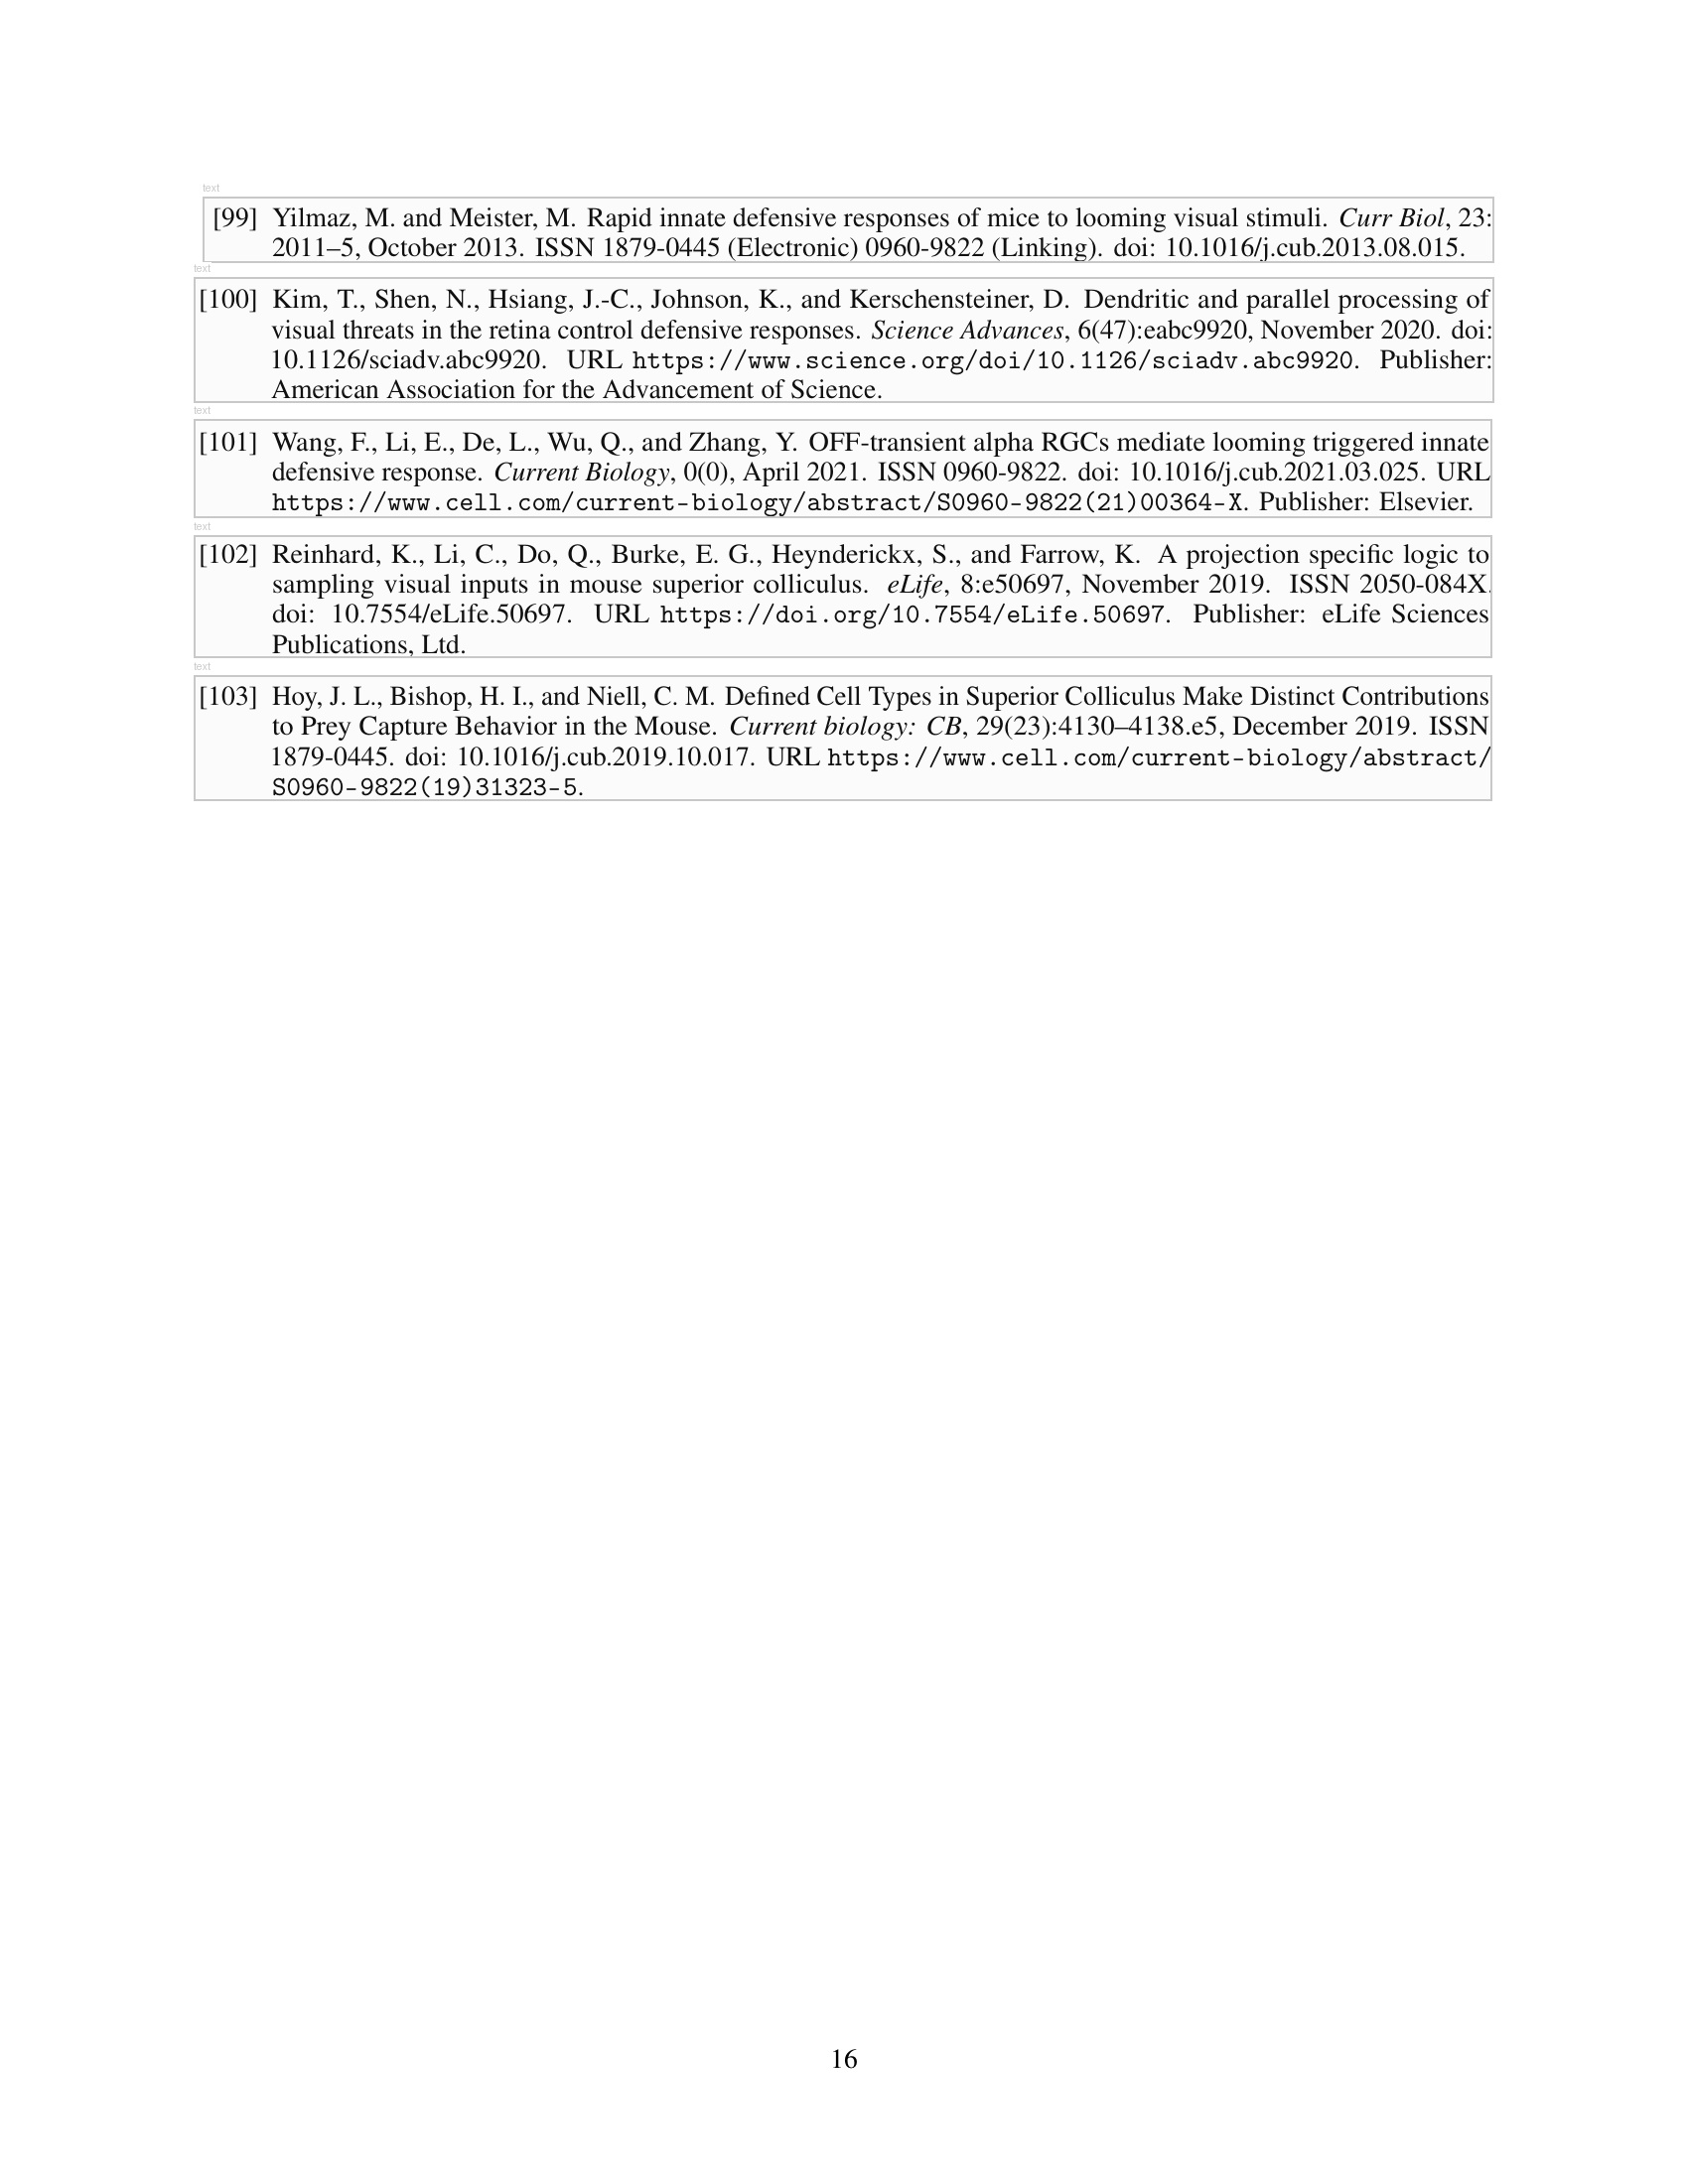 text
[99] Yilmaz, M. and Meister, M. Rapid innate defensive responses of mice to looming visual stimuli. Curr Biol, 23:
2011–5, October 2013. ISSN 1879-0445 (Electronic) 0960-9822 (Linking). doi: 10.1016/j.cub.2013.08.015.
text
[100] Kim, T., Shen, N., Hsiang, J.-C., Johnson, K., and Kerschensteiner, D. Dendritic and parallel processing of
visual threats in the retina control defensive responses. Science Advances, 6(47):eabc9920, November 2020. doi:
10.1126/sciadv.abc9920. URL https://www.science.org/doi/10.1126/sciadv.abc9920. Publisher:
American Association for the Advancement of Science.
text
[101] Wang, F., Li, E., De, L., Wu, Q., and Zhang, Y. OFF-transient alpha RGCs mediate looming triggered innate
defensive response. Current Biology, 0(0), April 2021. ISSN 0960-9822. doi: 10.1016/j.cub.2021.03.025. URL
https://www.cell.com/current-biology/abstract/S0960-9822(21)00364-X. Publisher: Elsevier.
text
[102] Reinhard, K., Li, C., Do, Q., Burke, E. G., Heynderickx, S., and Farrow, K. A projection specific logic to
sampling visual inputs in mouse superior colliculus. eLife, 8:e50697, November 2019. ISSN 2050-084X.
doi: 10.7554/eLife.50697. URL https://doi.org/10.7554/eLife.50697. Publisher: eLife Sciences
Publications, Ltd.
text
[103] Hoy, J. L., Bishop, H. I., and Niell, C. M. Defined Cell Types in Superior Colliculus Make Distinct Contributions
to Prey Capture Behavior in the Mouse. Current biology: CB, 29(23):4130–4138.e5, December 2019. ISSN
1879-0445. doi: 10.1016/j.cub.2019.10.017. URL https://www.cell.com/current-biology/abstract/
S0960-9822(19)31323-5.
16